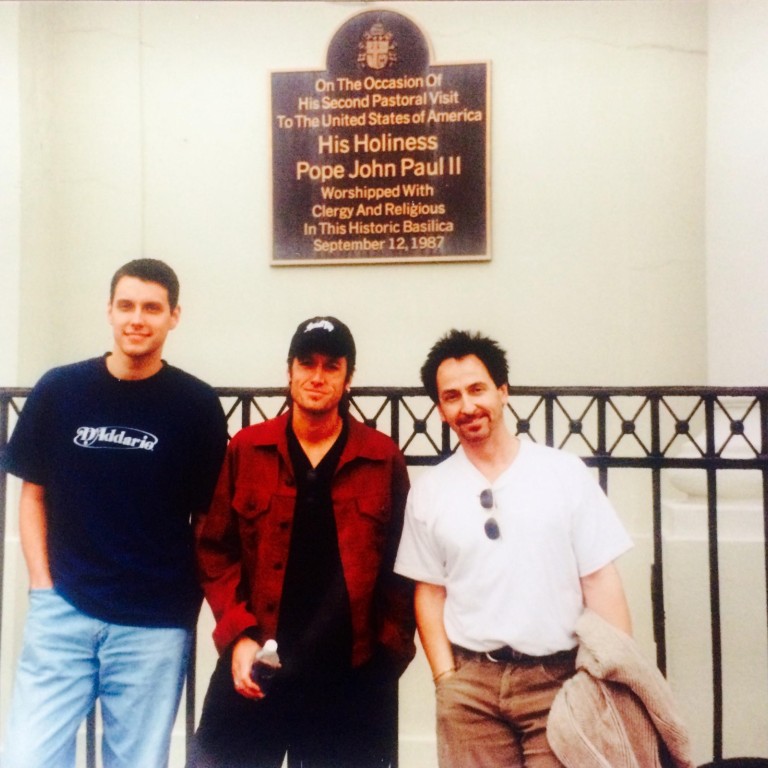 On The Occasion Of
His Second Pastoral Visit
To The United States of America
His Holiness
Pope John Paul II
Worshipped With
Clergy And Religious
In This Historic Basilica
September 12, 1987
D'Addario